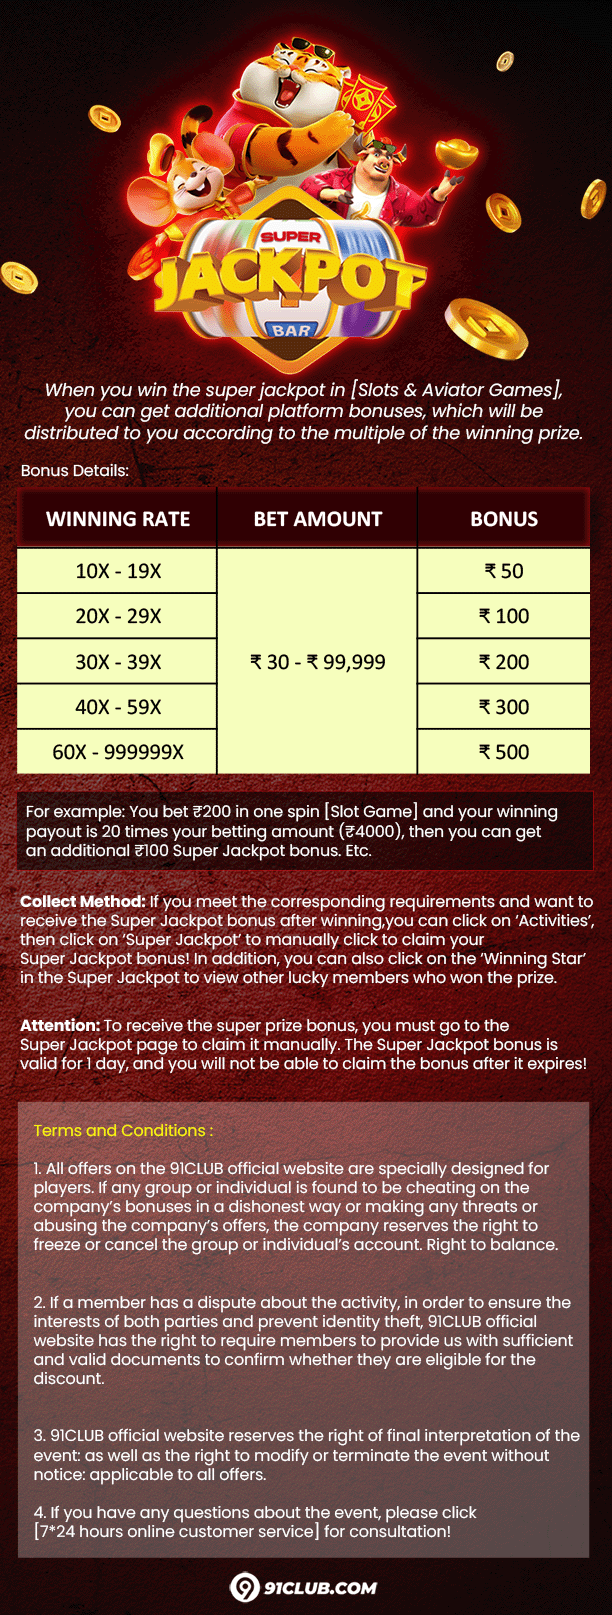 SUPER
JACKPOT
BAR
When you win the super jackpot in [Slots & Aviator Games],
you can get additional platform bonuses, which will be
distributed to you according to the multiple of the winning prize.
Bonus Details:
WINNING RATE BET AMOUNT BONUS
10X - 19X ₹ 50
20X - 29X ₹ 100
30X - 39X ₹ 30 - ₹ 99,999 ₹ 200
40X - 59X ₹ 300
60X - 999999X ₹ 500
For example: You bet ₹200 in one spin [Slot Game] and your winning
payout is 20 times your betting amount (₹4000), then you can get
an additional ₹100 Super Jackpot bonus. Etc.
Collect Method: If you meet the corresponding requirements and want to
receive the Super Jackpot bonus after winning,you can click on ‘Activities’,
then click on ‘Super Jackpot’ to manually click to claim your
Super Jackpot bonus! In addition, you can also click on the ‘Winning Star’
in the Super Jackpot to view other lucky members who won the prize.
Attention: To receive the super prize bonus, you must go to the
Super Jackpot page to claim it manually. The Super Jackpot bonus is
valid for 1 day, and you will not be able to claim the bonus after it expires!
Terms and Conditions :
1. All offers on the 91CLUB official website are specially designed for
players. If any group or individual is found to be cheating on the
company’s bonuses in a dishonest way or making any threats or
abusing the company’s offers, the company reserves the right to
freeze or cancel the group or individual’s account. Right to balance.
2. If a member has a dispute about the activity, in order to ensure the
interests of both parties and prevent identity theft, 91CLUB official
website has the right to require members to provide us with sufficient
and valid documents to confirm whether they are eligible for the
discount.
3. 91CLUB official website reserves the right of final interpretation of the
event: as well as the right to modify or terminate the event without
notice: applicable to all offers.
4. If you have any questions about the event, please click
[7*24 hours online customer service] for consultation!
91CLUB.COM